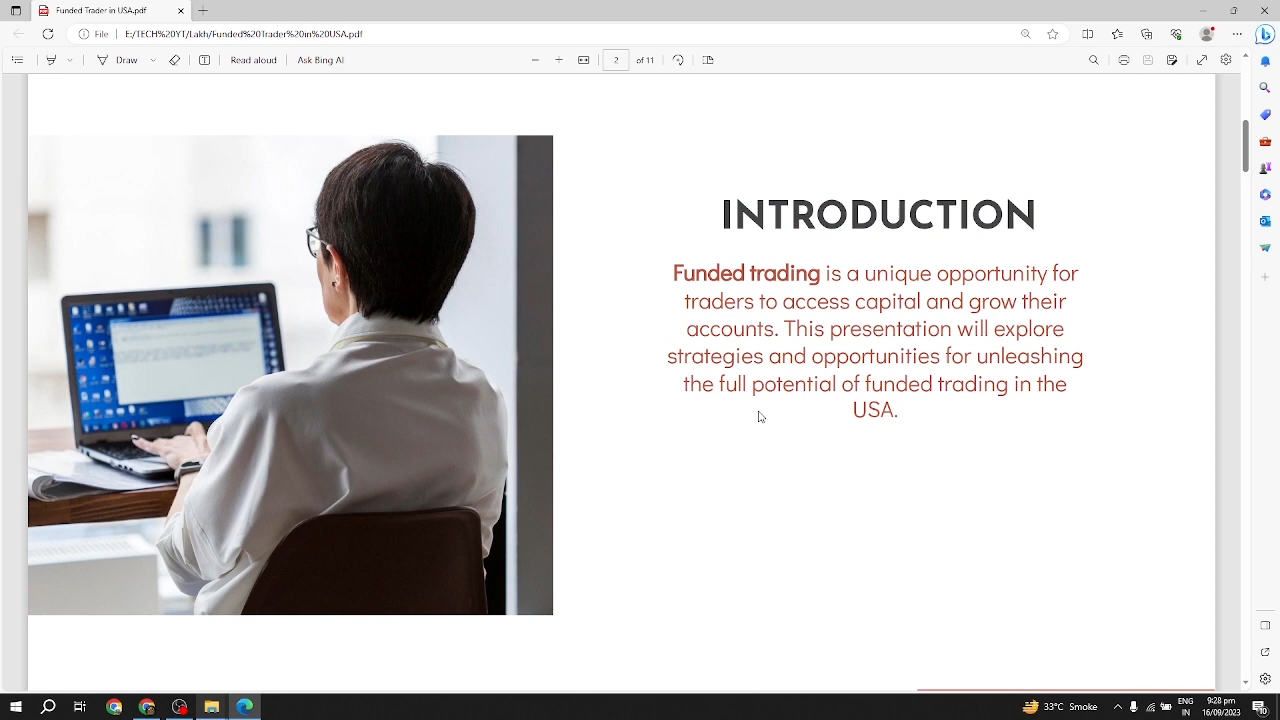 Funded Trader in USA.pdf
File
E:/TECH%20YT/Lakh/Funded%20Trader%20in%20USA.pdf
Draw
Read aloud
Ask Bing AI
2
of 11
INTRODUCTION
Funded trading is a unique opportunity for
traders to access capital and grow their
accounts. This presentation will explore
strategies and opportunities for unleashing
the full potential of funded trading in the
USA.
33°C Smoke
ENG
IN
9:28 pm
16/09/2023